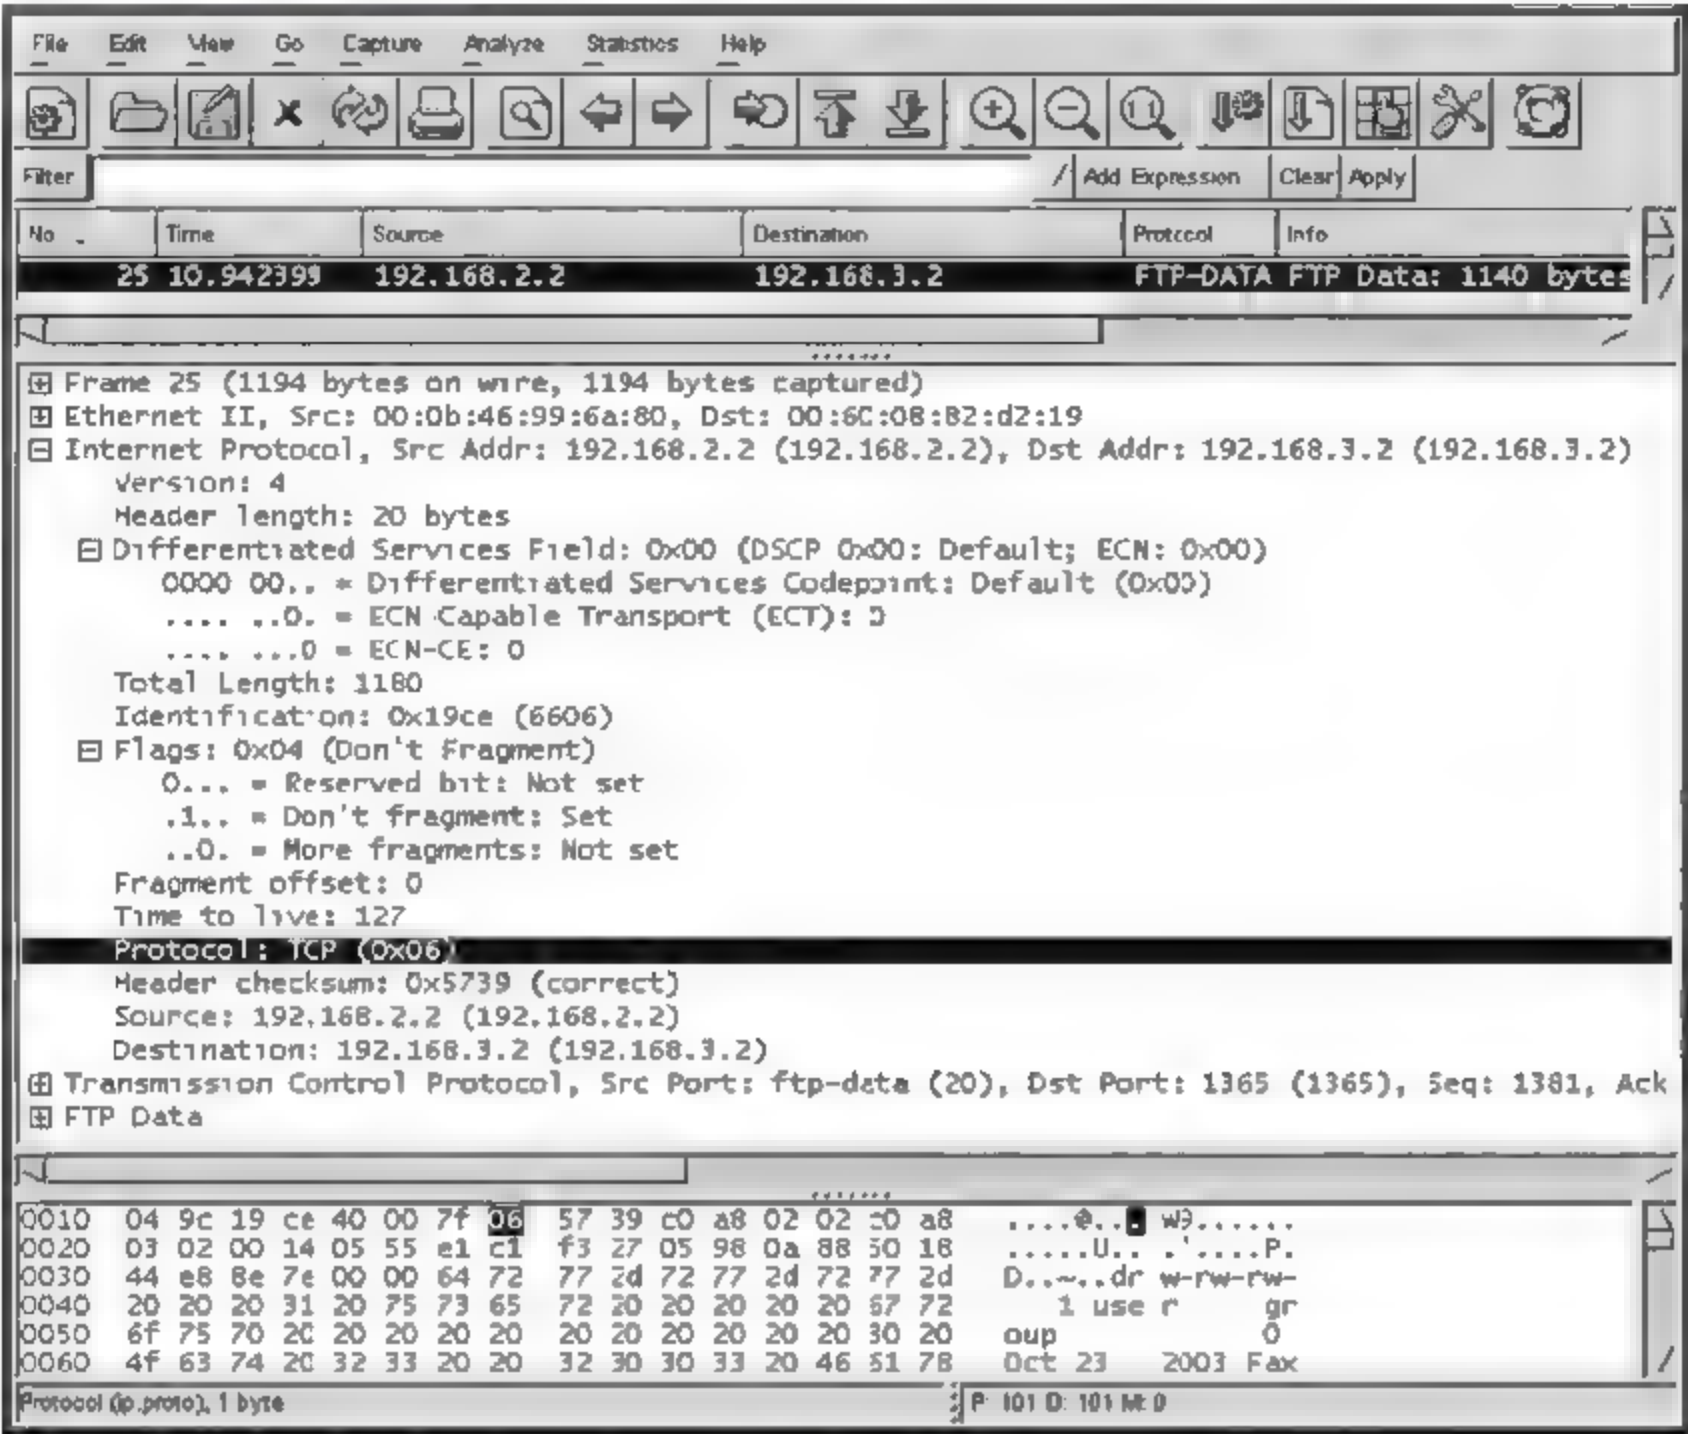 File Edit View Go Capture Analyze Statistics Help
Filter / Add Expression Clear Apply
No . Time Source Destination Protocol Info
25 10.942399 192.168.2.2 192.168.3.2 FTP-DATA FTP Data: 1140 bytes
Frame 25 (1194 bytes on wire, 1194 bytes captured)
Ethernet II, Src: 00:0b:46:99:6a:80, Dst: 00:60:08:82:d2:19
Internet Protocol, Src Addr: 192.168.2.2 (192.168.2.2), Dst Addr: 192.168.3.2 (192.168.3.2)
Version: 4
Header length: 20 bytes
Differentiated Services Field: 0x00 (DSCP 0x00: Default; ECN: 0x00)
0000 00.. = Differentiated Services Codepoint: Default (0x00)
.... ..0. = ECN-Capable Transport (ECT): 0
.... ...0 = ECN-CE: 0
Total Length: 1180
Identification: 0x19ce (6606)
Flags: 0x04 (Don't Fragment)
0... = Reserved bit: Not set
.1.. = Don't fragment: Set
..0. = More fragments: Not set
Fragment offset: 0
Time to live: 127
Protocol: TCP (0x06)
Header checksum: 0x5739 (correct)
Source: 192.168.2.2 (192.168.2.2)
Destination: 192.168.3.2 (192.168.3.2)
Transmission Control Protocol, Src Port: ftp-data (20), Dst Port: 1365 (1365), Seq: 1381, Ack
FTP Data
0010 04 9c 19 ce 40 00 7f 06 57 39 c0 a8 02 02 c0 a8 ....@... W9......
0020 03 02 00 14 05 55 e1 c1 f3 27 05 98 0a 88 50 18 .....U.. .'....P.
0030 44 e8 8e 7e 00 00 64 72 77 2d 72 77 2d 72 77 2d D..~..dr w-rw-rw-
0040 20 20 20 31 20 75 73 65 72 20 20 20 20 20 67 72 1 use r gr
0050 6f 75 70 20 20 20 20 20 20 20 20 20 20 20 30 20 oup 0
0060 4f 63 74 20 32 33 20 20 32 30 30 33 20 46 61 78 Oct 23 2003 Fax
Protocol (ip.proto), 1 byte P: 101 D: 101 M: 0